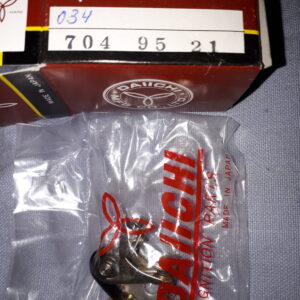 034
704 95 21
DAIICHI
DAIICHI
IGNITION PARTS
MADE IN JAPAN